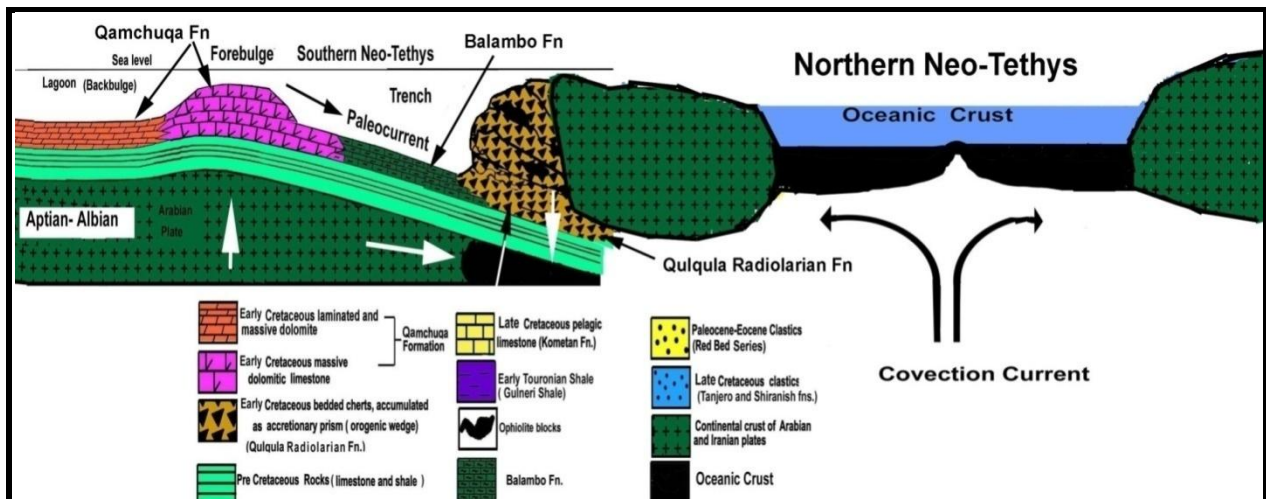 Qamchuqa Fn
Sea level
Forebulge
Southern Neo-Tethys
Balambo Fn
Lagoon (Backbulge)
Trench
Paleocurrent
Northern Neo-Tethys
Oceanic Crust
Aptian- Albian
Arabian
Plate
Qulqula Radiolarian Fn
Covection Current
Early Cretaceous laminated and
massive dolomite
Qamchuqa
Formation
Early Cretaceous massive
dolomitic limestone
Early Cretaceous bedded cherts, accumulated
as accretionary prism ( orogenic wedge)
(Qulqula Radiolarian Fn.)
Pre Cretaceous Rocks ( limestone and shale )
Late Cretaceous pelagic
limestone (Kometan Fn.)
Early Touronian Shale
( Gulneri Shale)
Ophiolite blocks
Balambo Fn.
Paleocene-Eocene Clastics
(Red Bed Series)
Late Cretaceous clastics
(Tanjero and Shiranish fns.)
Continental crust of Arabian
and Iranian plates
Oceanic Crust